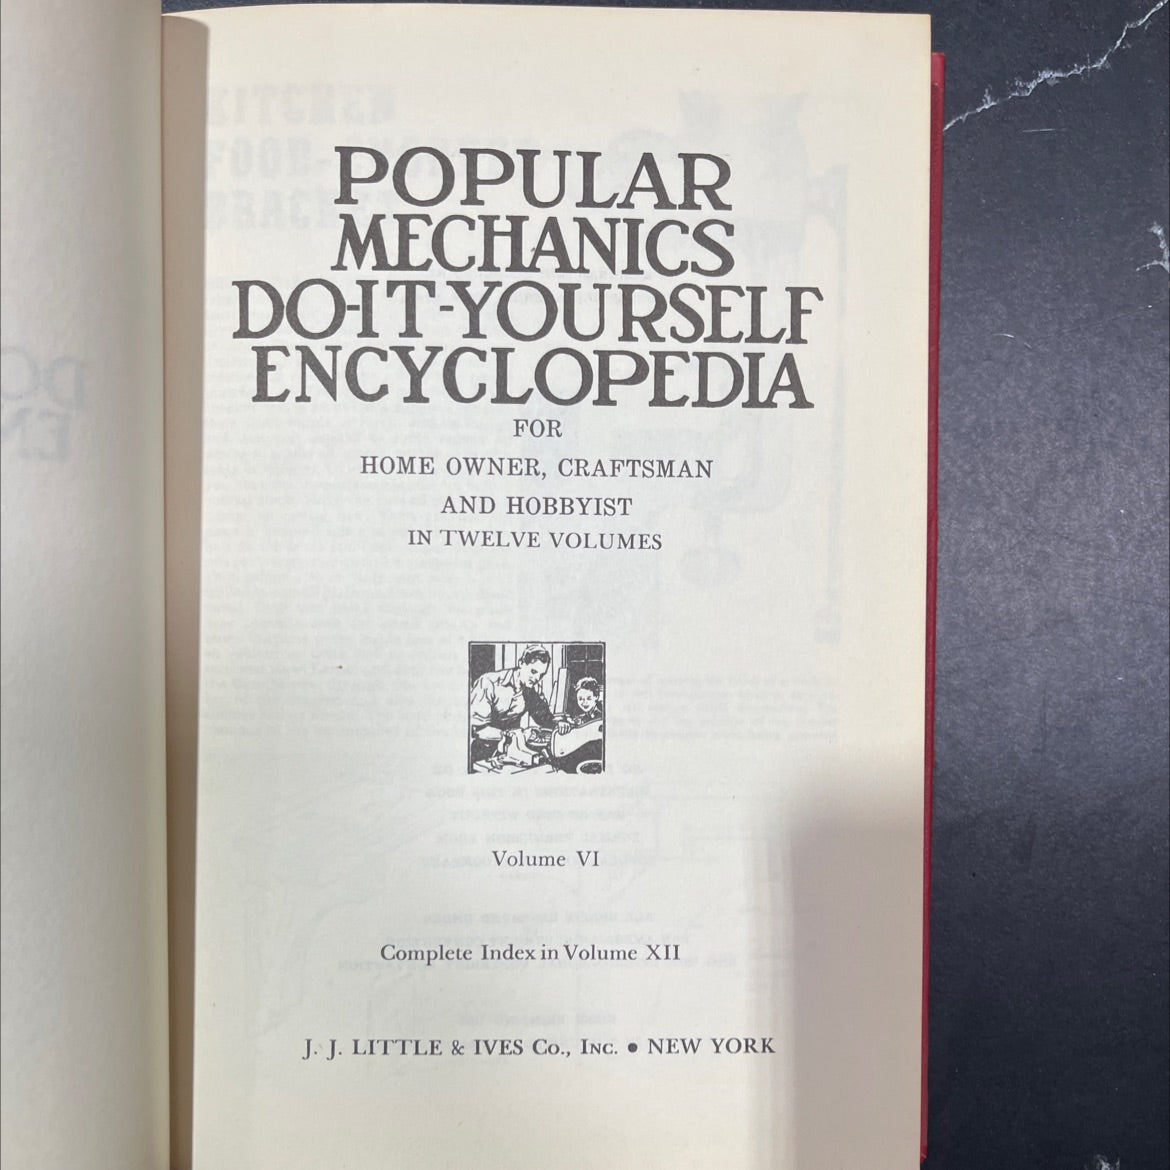 POPULAR
MECHANICS
DO-IT-YOURSELF
ENCYCLOPEDIA
FOR
HOME OWNER, CRAFTSMAN
AND HOBBYIST
IN TWELVE VOLUMES
Volume VI
Complete Index in Volume XII
J. J. LITTLE & IVES Co., Inc. • NEW YORK